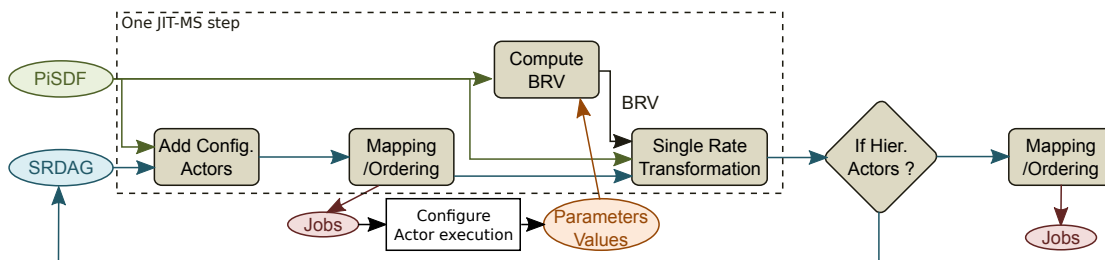 One JIT-MS step
PiSDF
Compute
BRV
BRV
SRDAG
Add Config.
Actors
Mapping
/Ordering
Single Rate
Transformation
If Hier.
Actors ?
Mapping
/Ordering
Jobs
Configure
Actor execution
Parameters
Values
Jobs